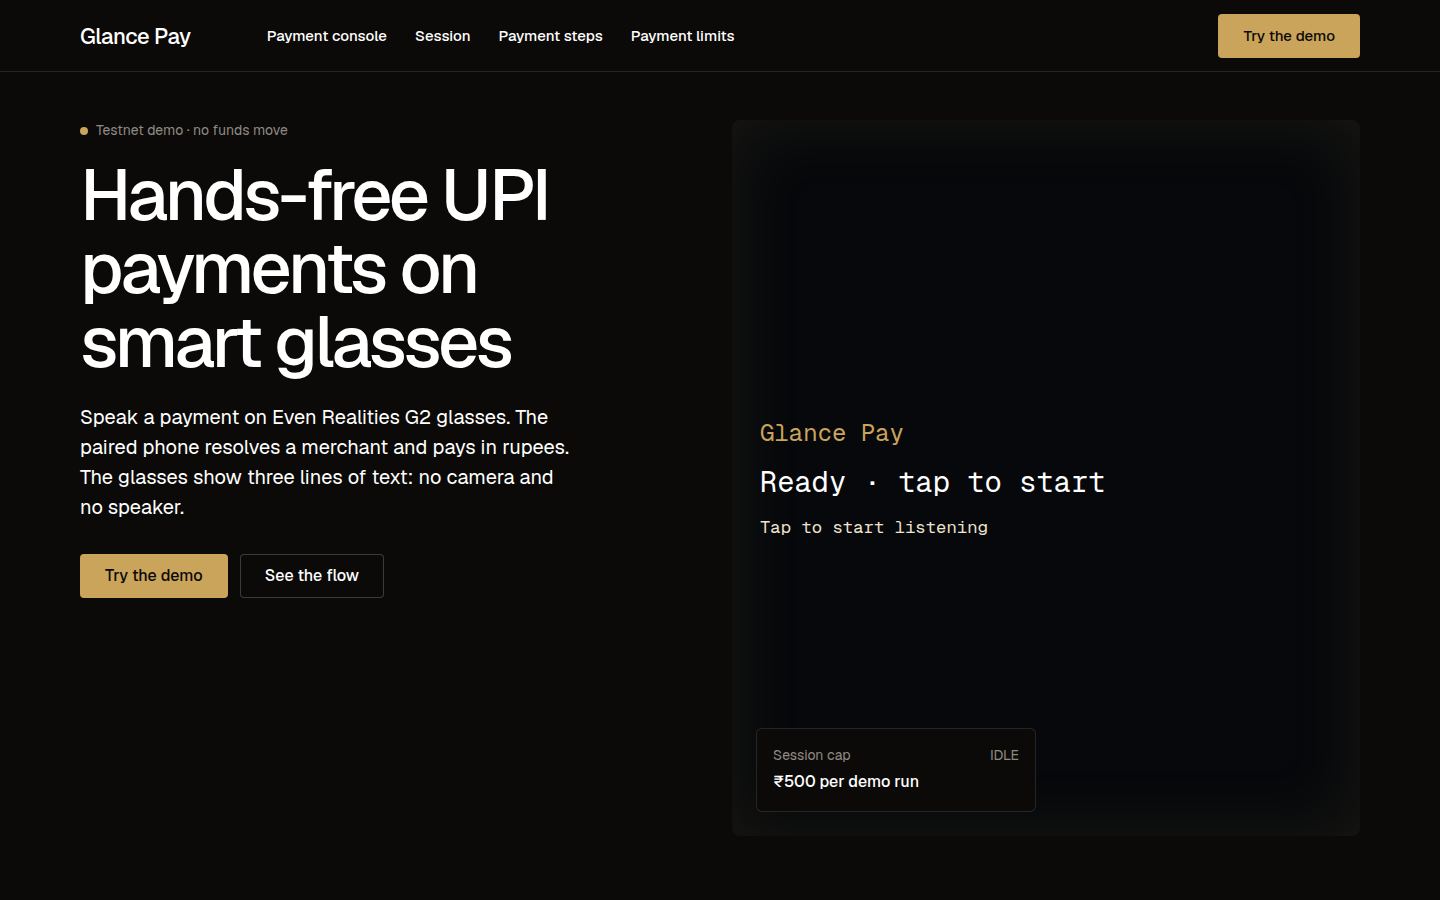 Glance Pay
Payment console
Session
Payment steps
Payment limits
Try the demo
Testnet demo · no funds move
Hands-free UPI
payments on
smart glasses
Speak a payment on Even Realities G2 glasses. The
paired phone resolves a merchant and pays in rupees.
The glasses show three lines of text: no camera and
no speaker.
Try the demo
See the flow
Glance Pay
Ready · tap to start
Tap to start listening
Session cap
IDLE
₹500 per demo run